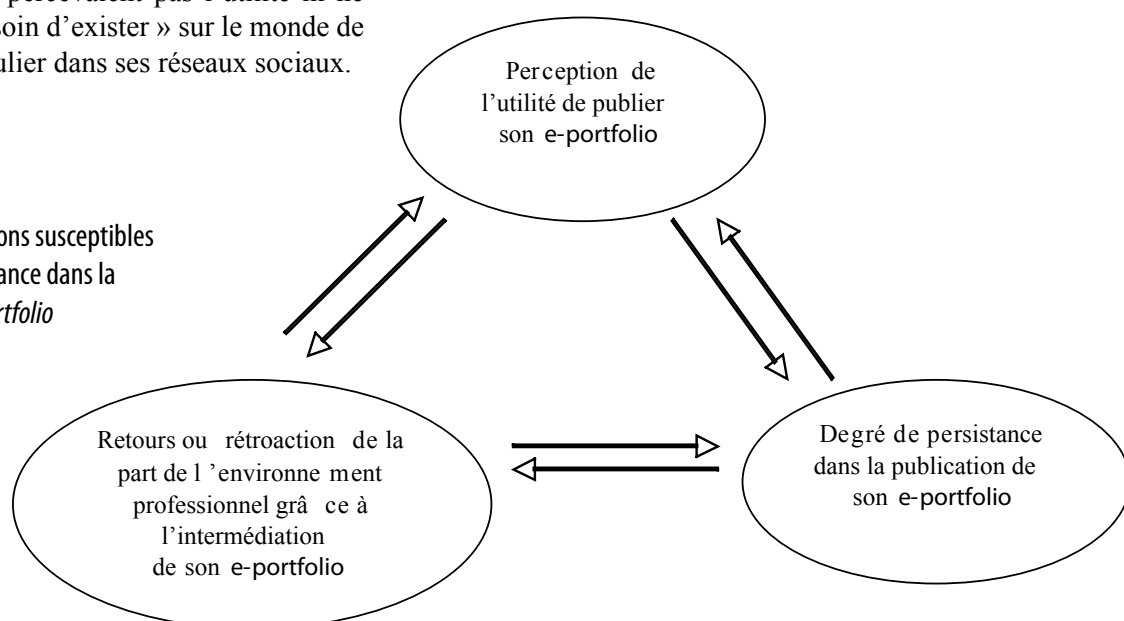 percevaient pas l'utilité ni ne
soin d'exister » sur le monde de
ulier dans ses réseaux sociaux.
Perception de
l'utilité de publier
son e-portfolio
ons susceptibles
ance dans la
rtfolio
Retours ou rétroaction de la
part de l'environnement
professionnel grâce à
l'intermédiation
de son e-portfolio
Degré de persistance
dans la publication de
son e-portfolio